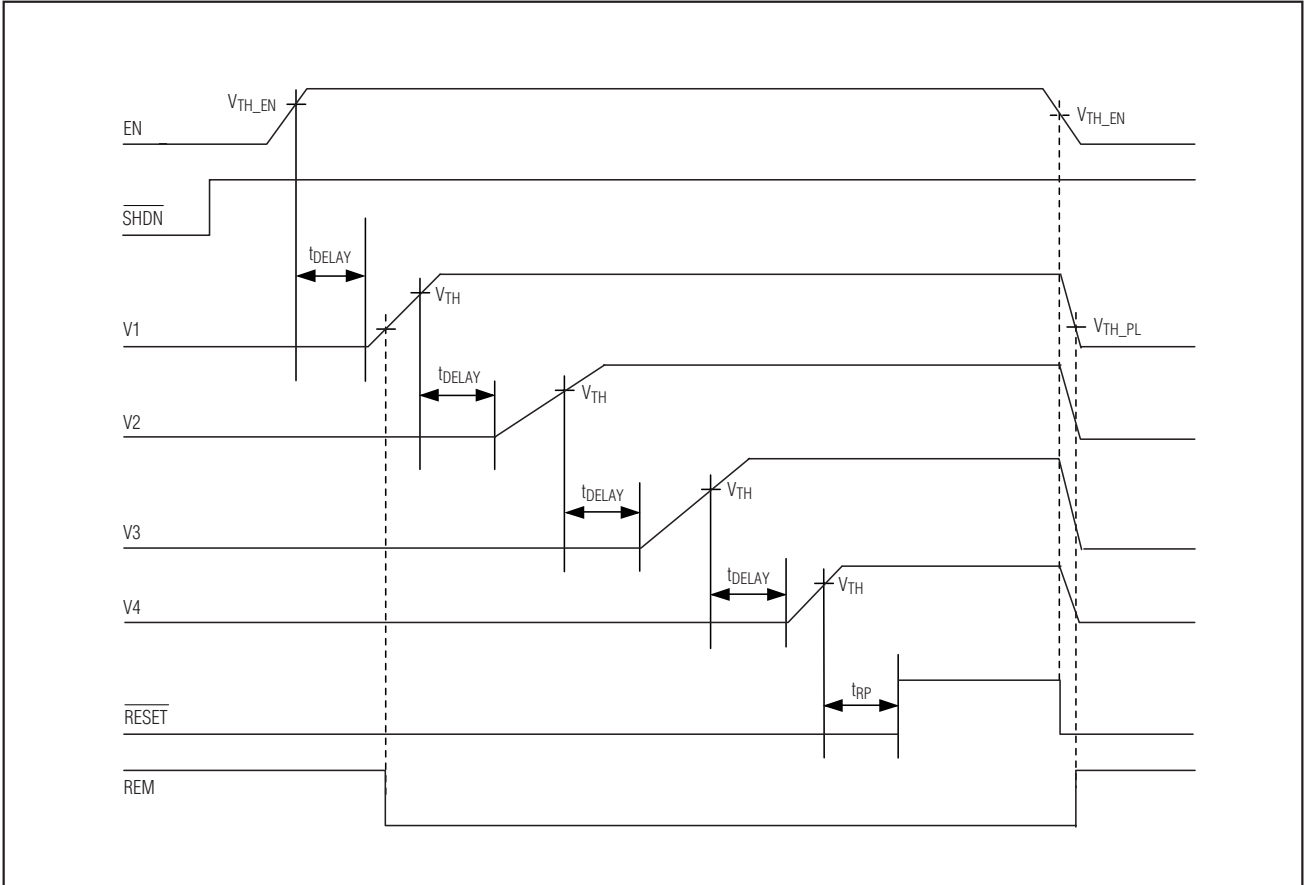 VTH_EN
EN
VTH_EN
SHDN
tDELAY
VTH
V1
VTH_PL
tDELAY
VTH
V2
tDELAY
VTH
V3
tDELAY
VTH
V4
tRP
RESET
REM